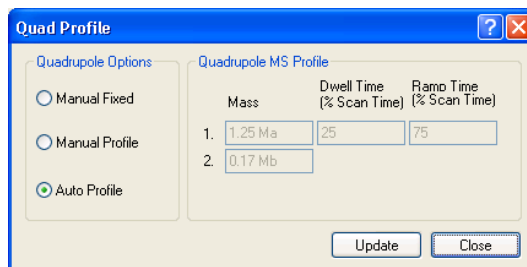 Quad Profile
Quadrupole Options
Manual Fixed
Manual Profile
Auto Profile
Quadrupole MS Profile
Mass
Dwell Time
(% Scan Time)
Ramp Time
(% Scan Time)
1. 1.25 Ma 25 75
2. 0.17 Mb
Update Close